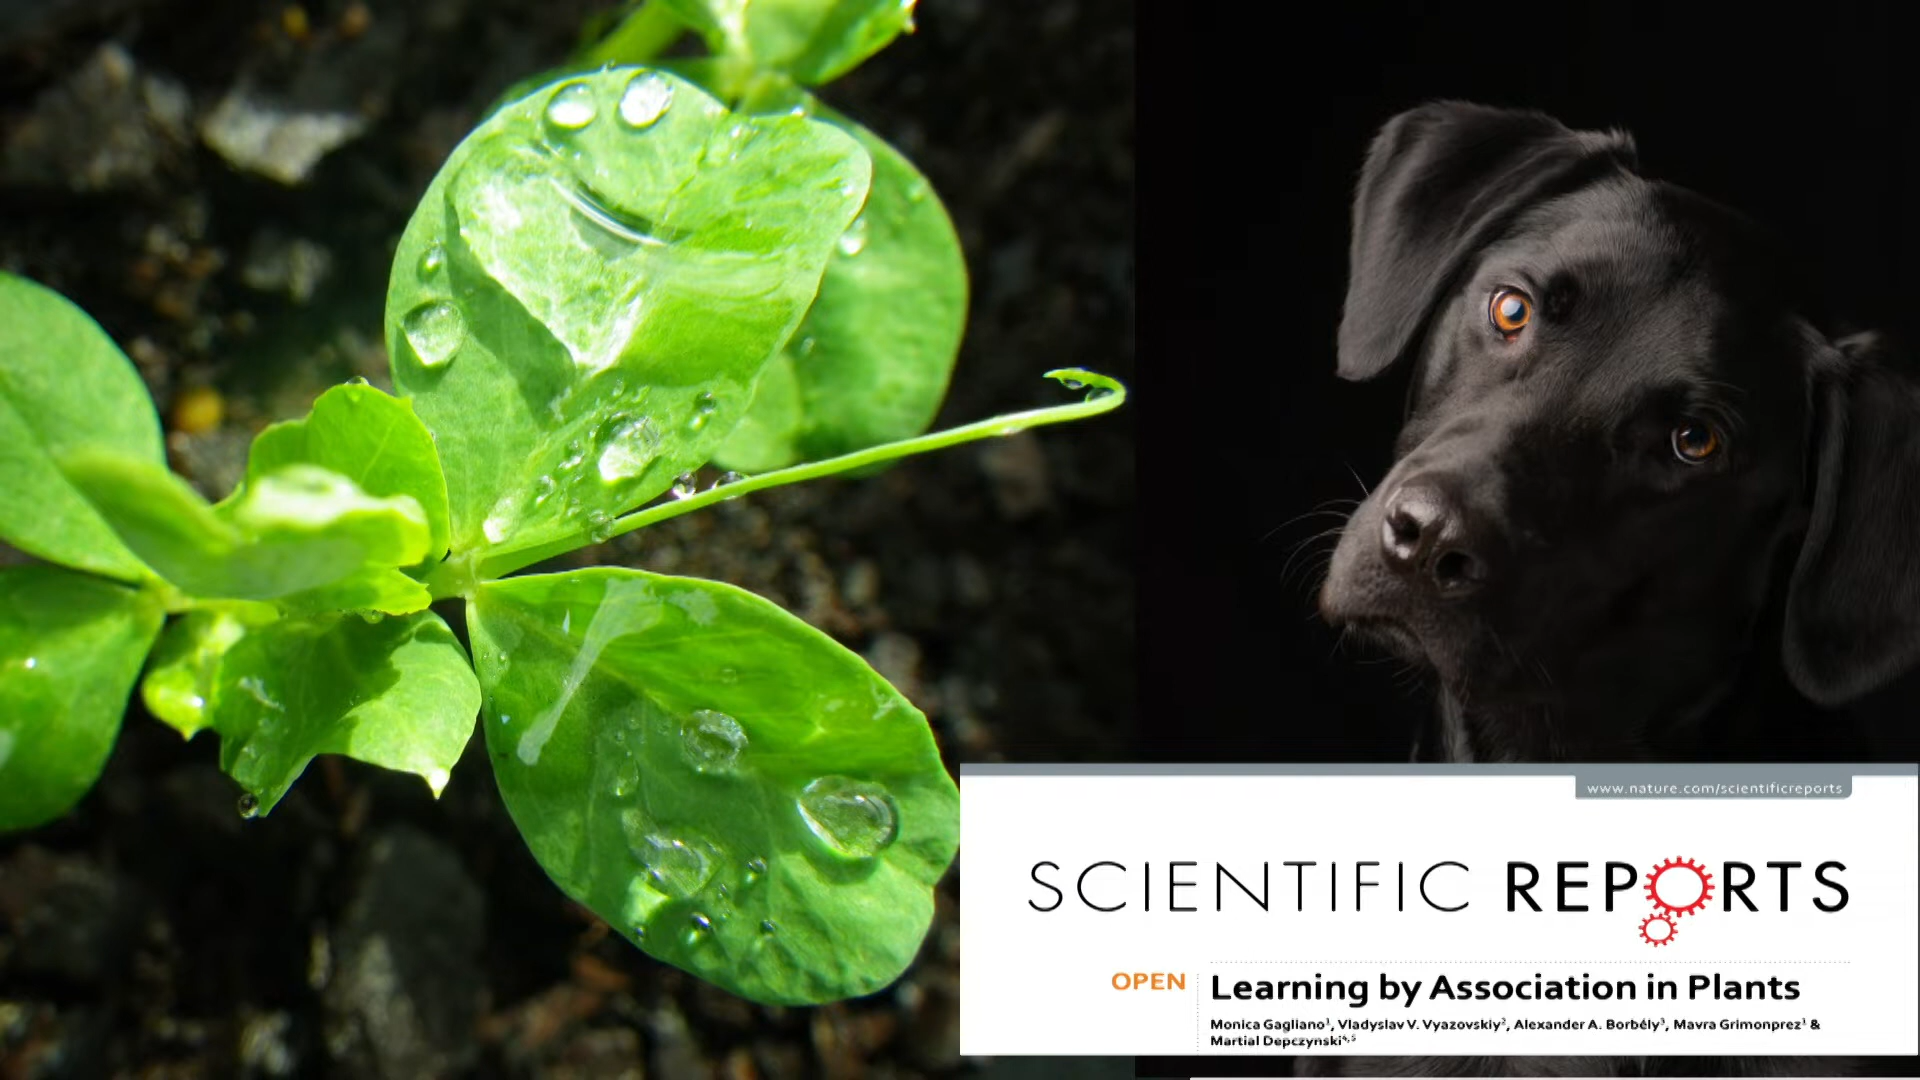 www.nature.com/scientificreports
SCIENTIFIC REPORTS
OPEN
Learning by Association in Plants
Monica Gagliano¹, Vladyslav V. Vyazovskiy², Alexander A. Borbély³, Mavra Grimonprez¹ &
Martial Depczynski⁴,⁵